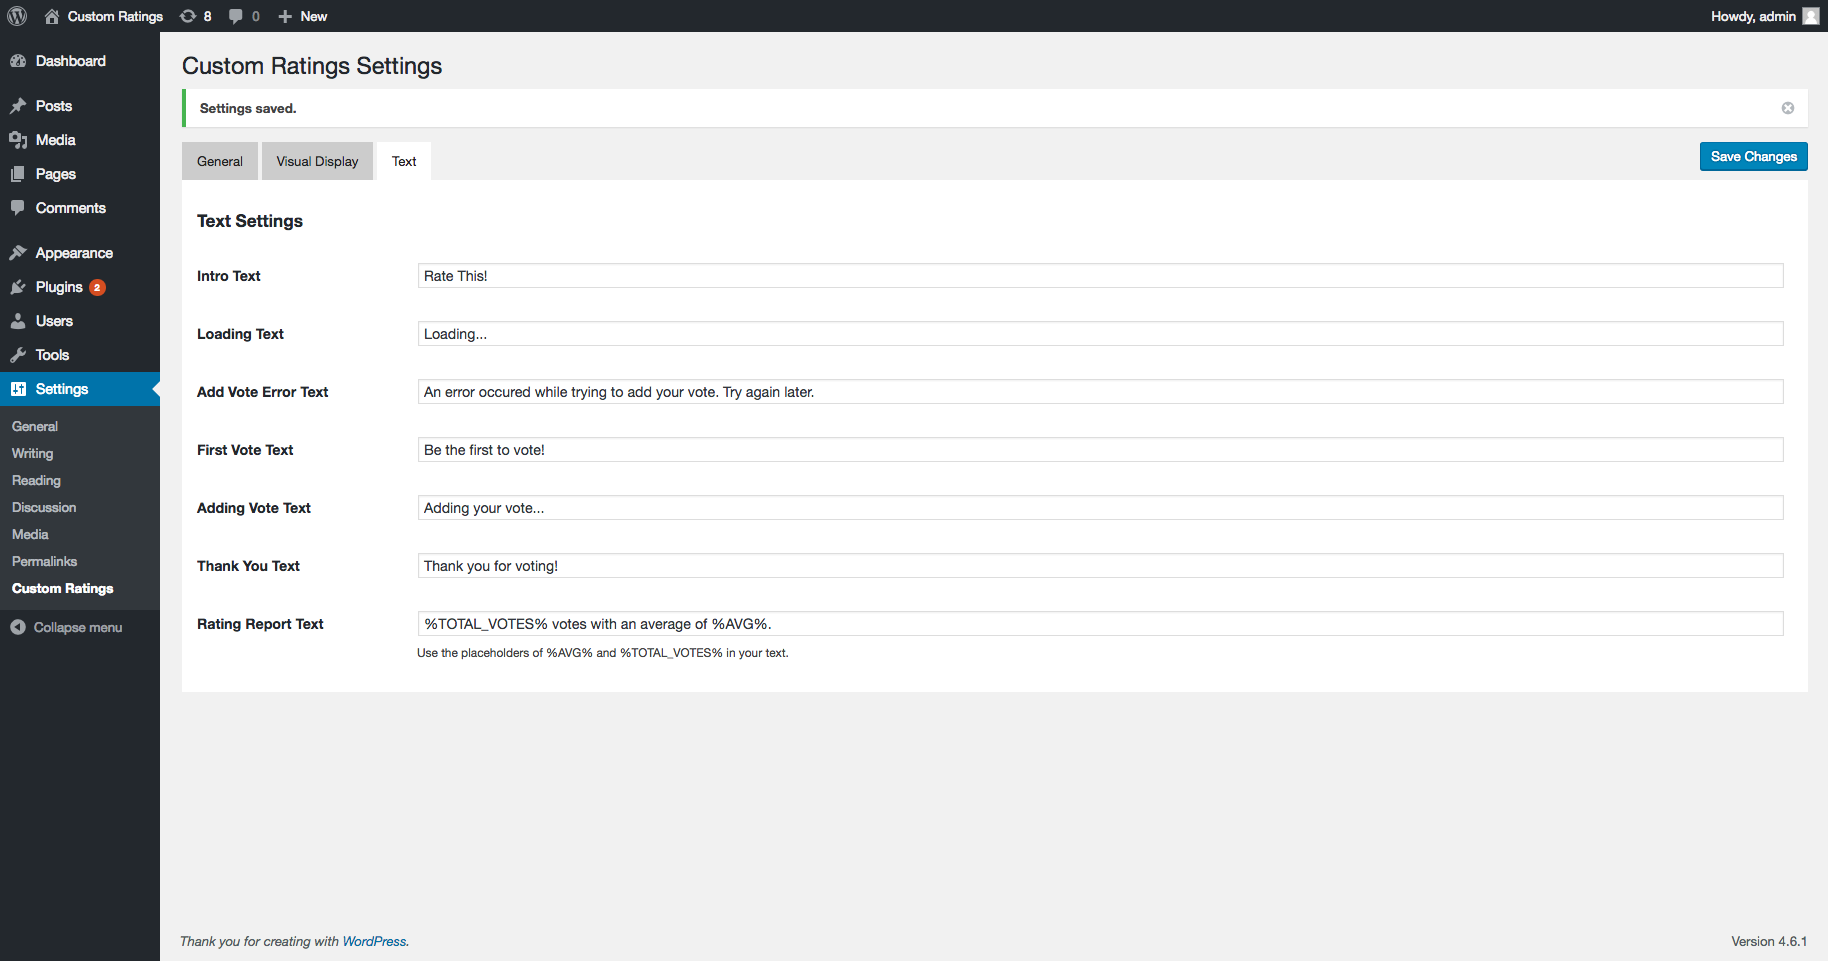 Custom Ratings 8 0 New Howdy, admin
Dashboard
Posts
Media
Pages
Comments
Appearance
Plugins 2
Users
Tools
Settings
General
Writing
Reading
Discussion
Media
Permalinks
Custom Ratings
Collapse menu
Custom Ratings Settings
Settings saved.
General Visual Display Text Save Changes
Text Settings
Intro Text Rate This!
Loading Text Loading...
Add Vote Error Text An error occured while trying to add your vote. Try again later.
First Vote Text Be the first to vote!
Adding Vote Text Adding your vote...
Thank You Text Thank you for voting!
Rating Report Text %TOTAL_VOTES% votes with an average of %AVG%.
Use the placeholders of %AVG% and %TOTAL_VOTES% in your text.
Thank you for creating with WordPress. Version 4.6.1